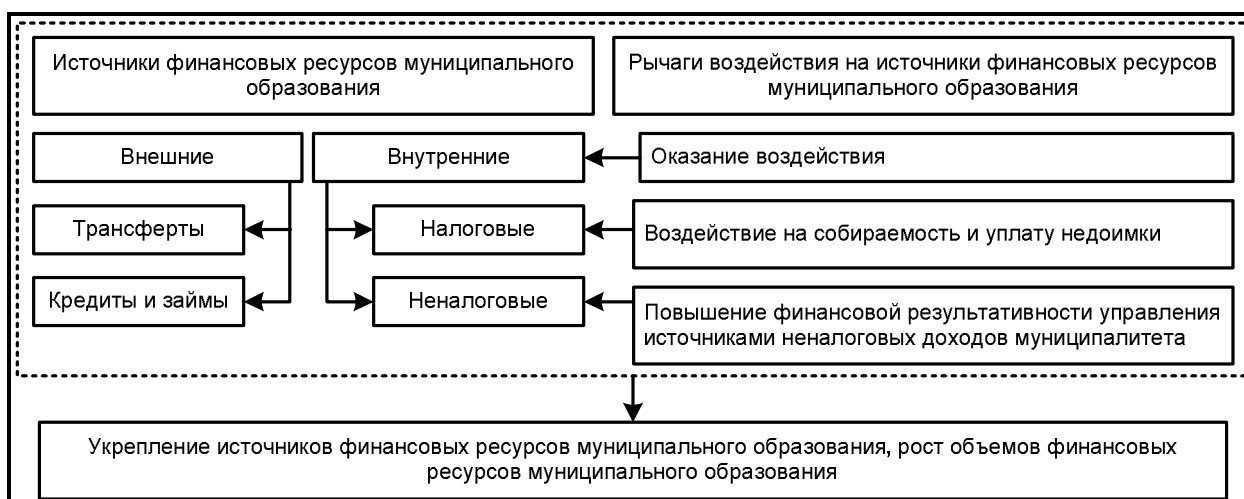 Источники финансовых ресурсов муниципального
образования
Рычаги воздействия на источники финансовых ресурсов
муниципального образования
Внешние
Внутренние
Оказание воздействия
Трансферты
Налоговые
Воздействие на собираемость и уплату недоимки
Кредиты и займы
Неналоговые
Повышение финансовой результативности управления
источниками неналоговых доходов муниципалитета
Укрепление источников финансовых ресурсов муниципального образования, рост объемов финансовых
ресурсов муниципального образования